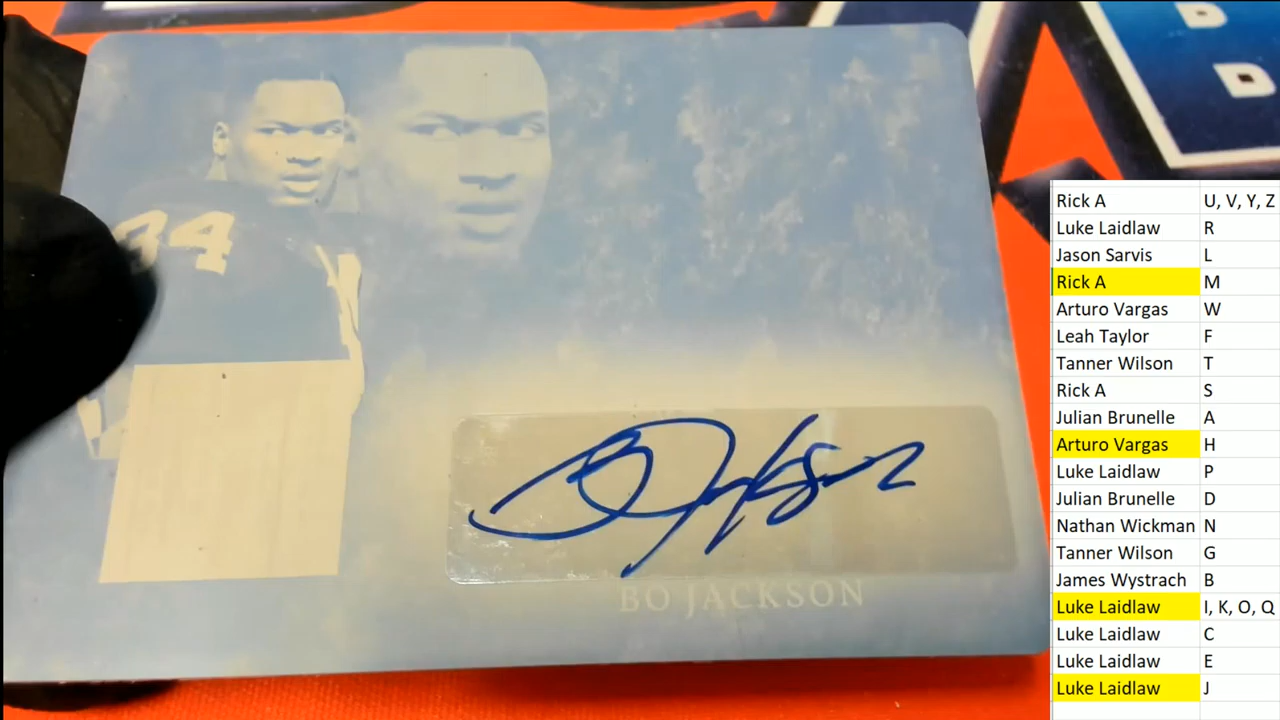 34
Bo Jackson
BO JACKSON
Rick A U, V, Y, Z
Luke Laidlaw R
Jason Sarvis L
Rick A M
Arturo Vargas W
Leah Taylor F
Tanner Wilson T
Rick A S
Julian Brunelle A
Arturo Vargas H
Luke Laidlaw P
Julian Brunelle D
Nathan Wickman N
Tanner Wilson G
James Wystrach B
Luke Laidlaw I, K, O, Q
Luke Laidlaw C
Luke Laidlaw E
Luke Laidlaw J